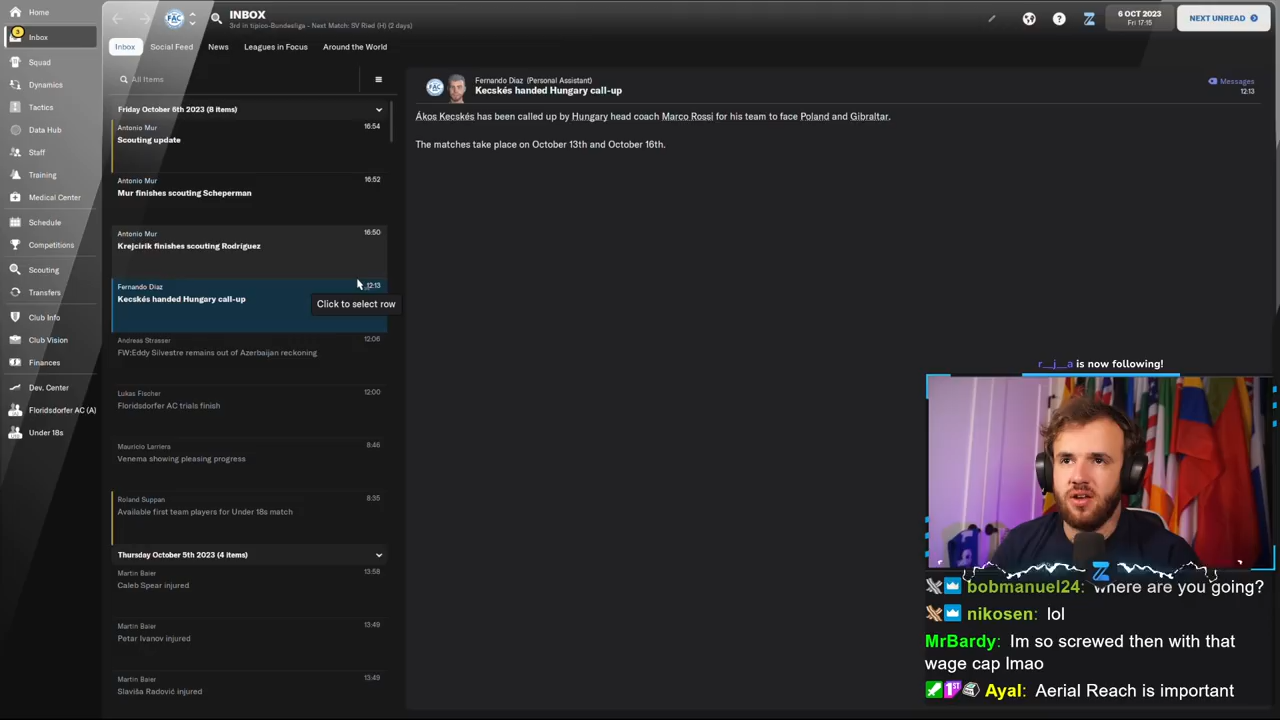 Home
3
Inbox
Squad
Dynamics
Tactics
Data Hub
Staff
Training
Medical Center
Schedule
Competitions
Scouting
Transfers
Club Info
Club Vision
Finances
Dev. Center
Floridsdorfer AC (A)
Under 18s
FAC
INBOX
3rd in tipico-Bundesliga - Next Match: SV Ried (H) (2 days)
6 OCT 2023
Fri 17:15
NEXT UNREAD
Inbox
Social Feed
News
Leagues in Focus
Around the World
All Items
Friday October 6th 2023 (8 items)
Antonio Mur
16:54
Scouting update
Antonio Mur
16:52
Mur finishes scouting Scheperman
Antonio Mur
16:50
Krejcirik finishes scouting Rodríguez
Fernando Díaz
12:13
Kecskés handed Hungary call-up
Click to select row
Andreas Strasser
12:06
FW:Eddy Silvestre remains out of Azerbaijan reckoning
Lukas Fischer
12:00
Floridsdorfer AC trials finish
Mauricio Larriera
8:46
Venema showing pleasing progress
Roland Suppan
8:35
Available first team players for Under 18s match
Thursday October 5th 2023 (4 items)
Martin Baier
13:58
Caleb Spear injured
Martin Baier
13:49
Petar Ivanov injured
Martin Baier
13:49
Slaviša Radović injured
FAC
Fernando Díaz (Personal Assistant)
Kecskés handed Hungary call-up
Messages
12:13
Ákos Kecskés has been called up by Hungary head coach Marco Rossi for his team to face Poland and Gibraltar.
The matches take place on October 13th and October 16th.
r__j__a is now following!
bobmanuel24: where are you going?
nikosen: lol
MrBardy: Im so screwed then with that
wage cap lmao
1ST Ayal: Aerial Reach is important